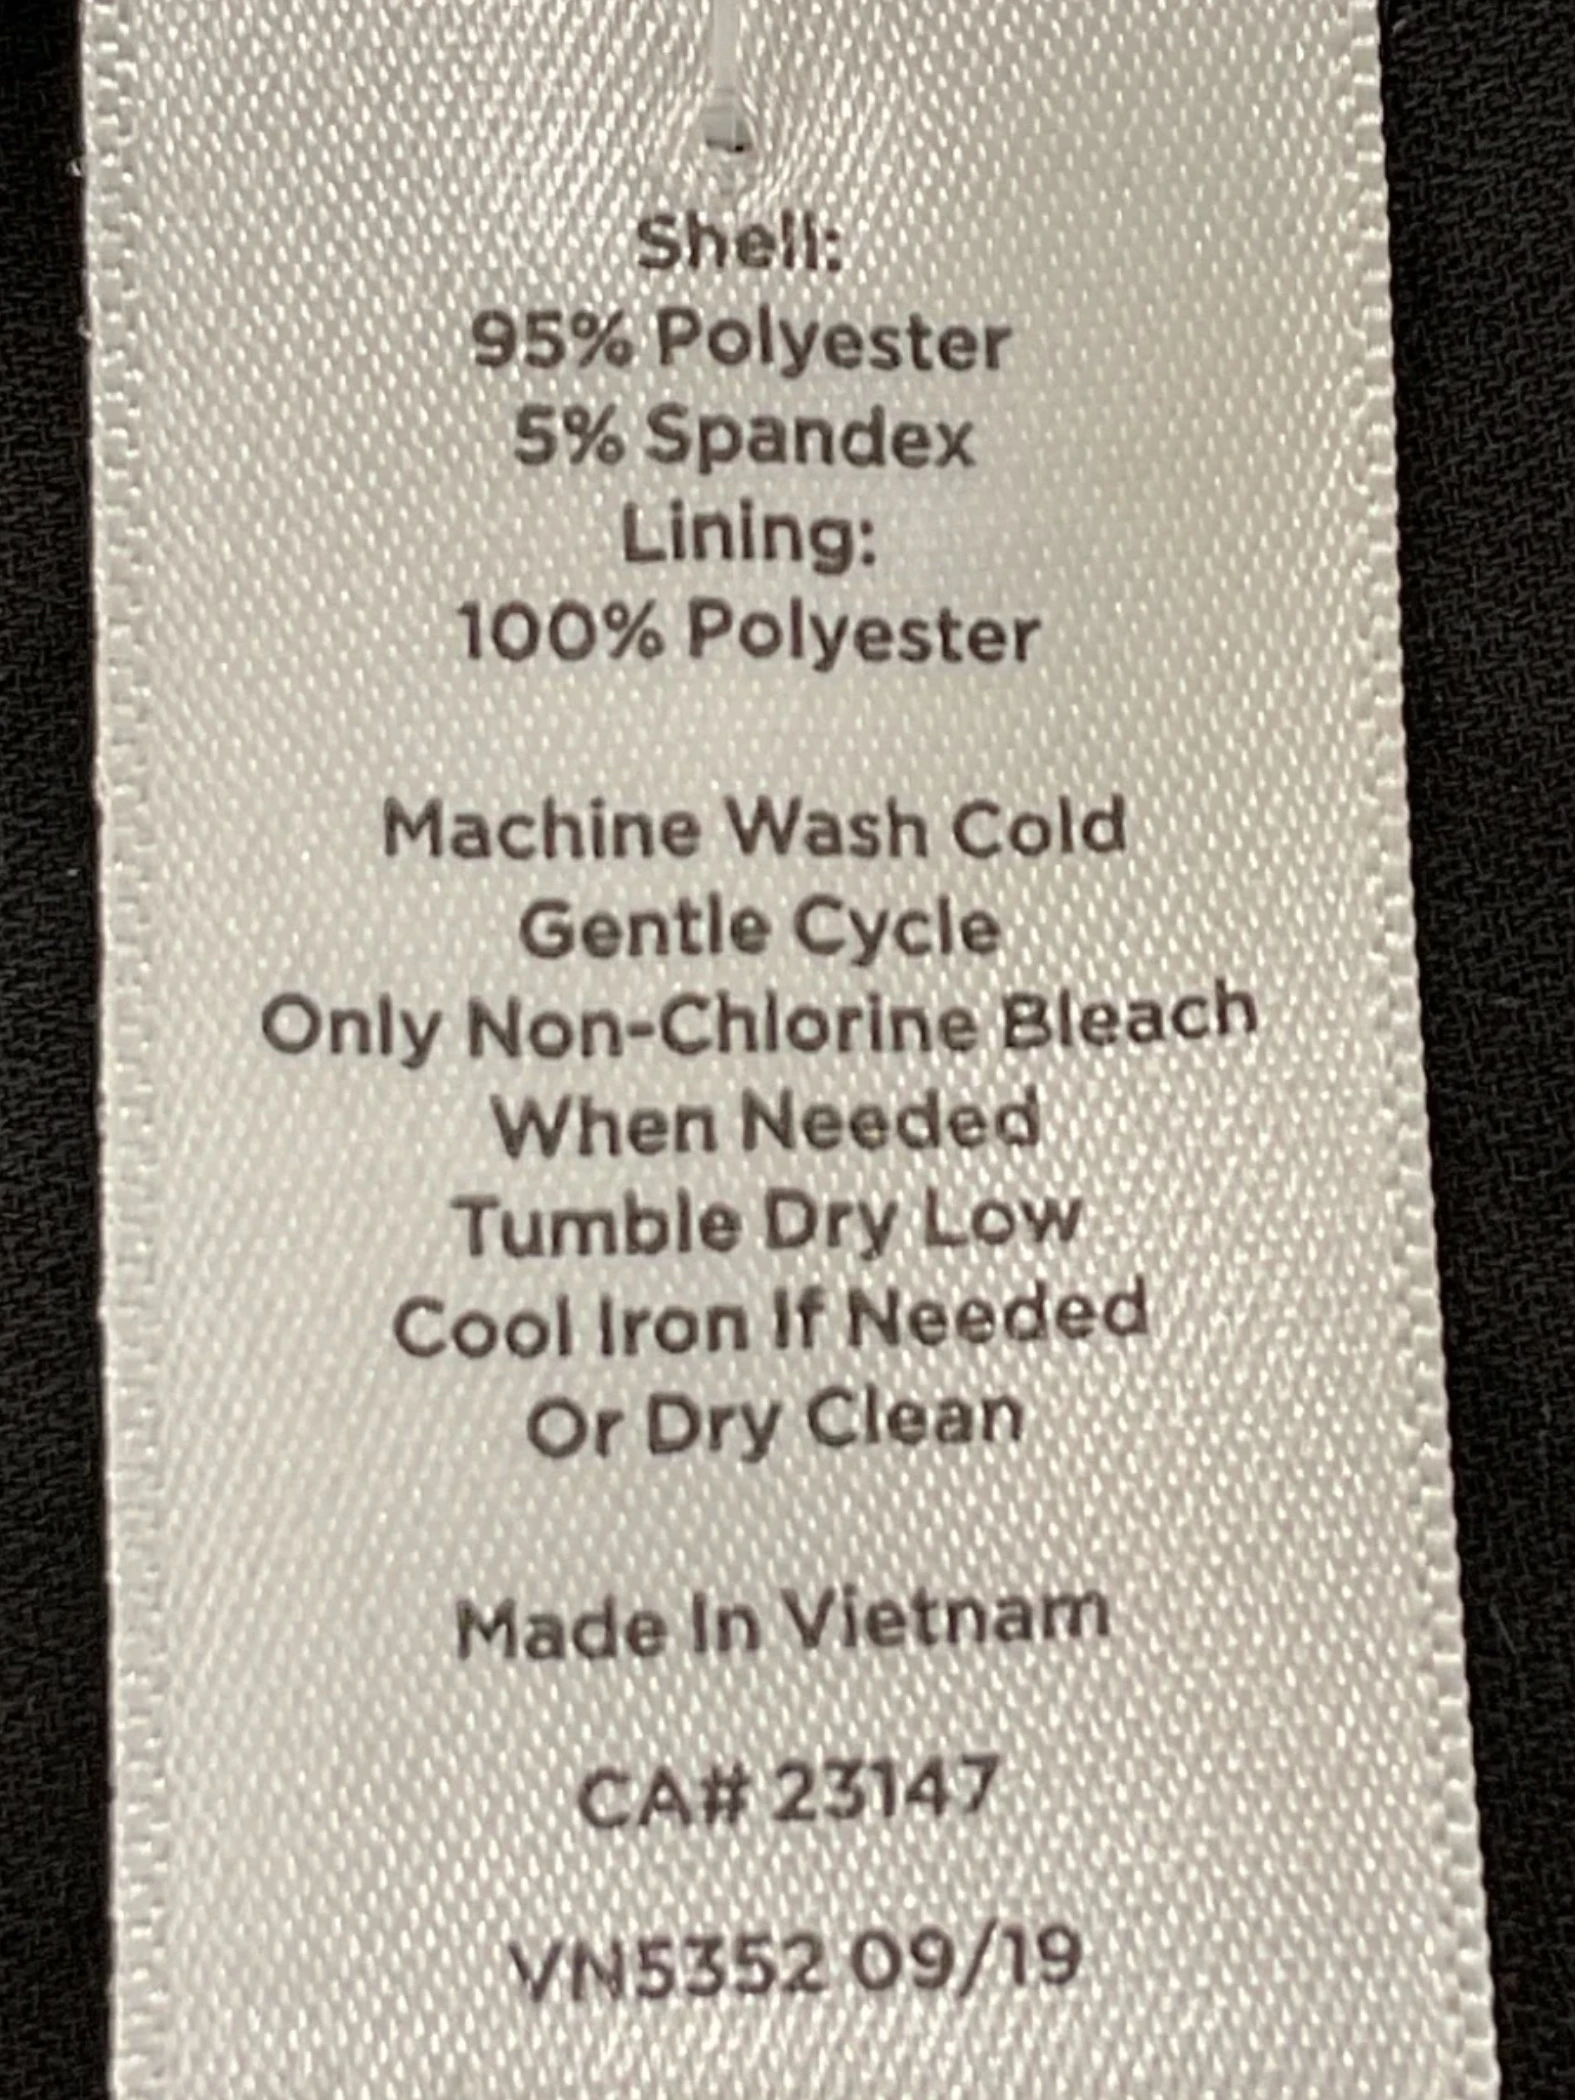 Shell:
95% Polyester
5% Spandex
Lining:
100% Polyester
Machine Wash Cold
Gentle Cycle
Only Non-Chlorine Bleach
When Needed
Tumble Dry Low
Cool Iron If Needed
Or Dry Clean
Made In Vietnam
CA# 23147
VN5352 09/19